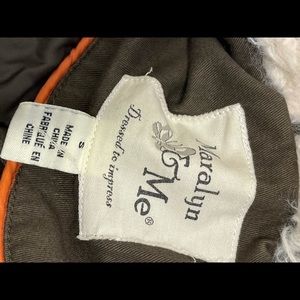 Maralyn
& Me®
Dressed to impress
S
MADE IN
CHINA
FABRIQUÉ EN
CHINE